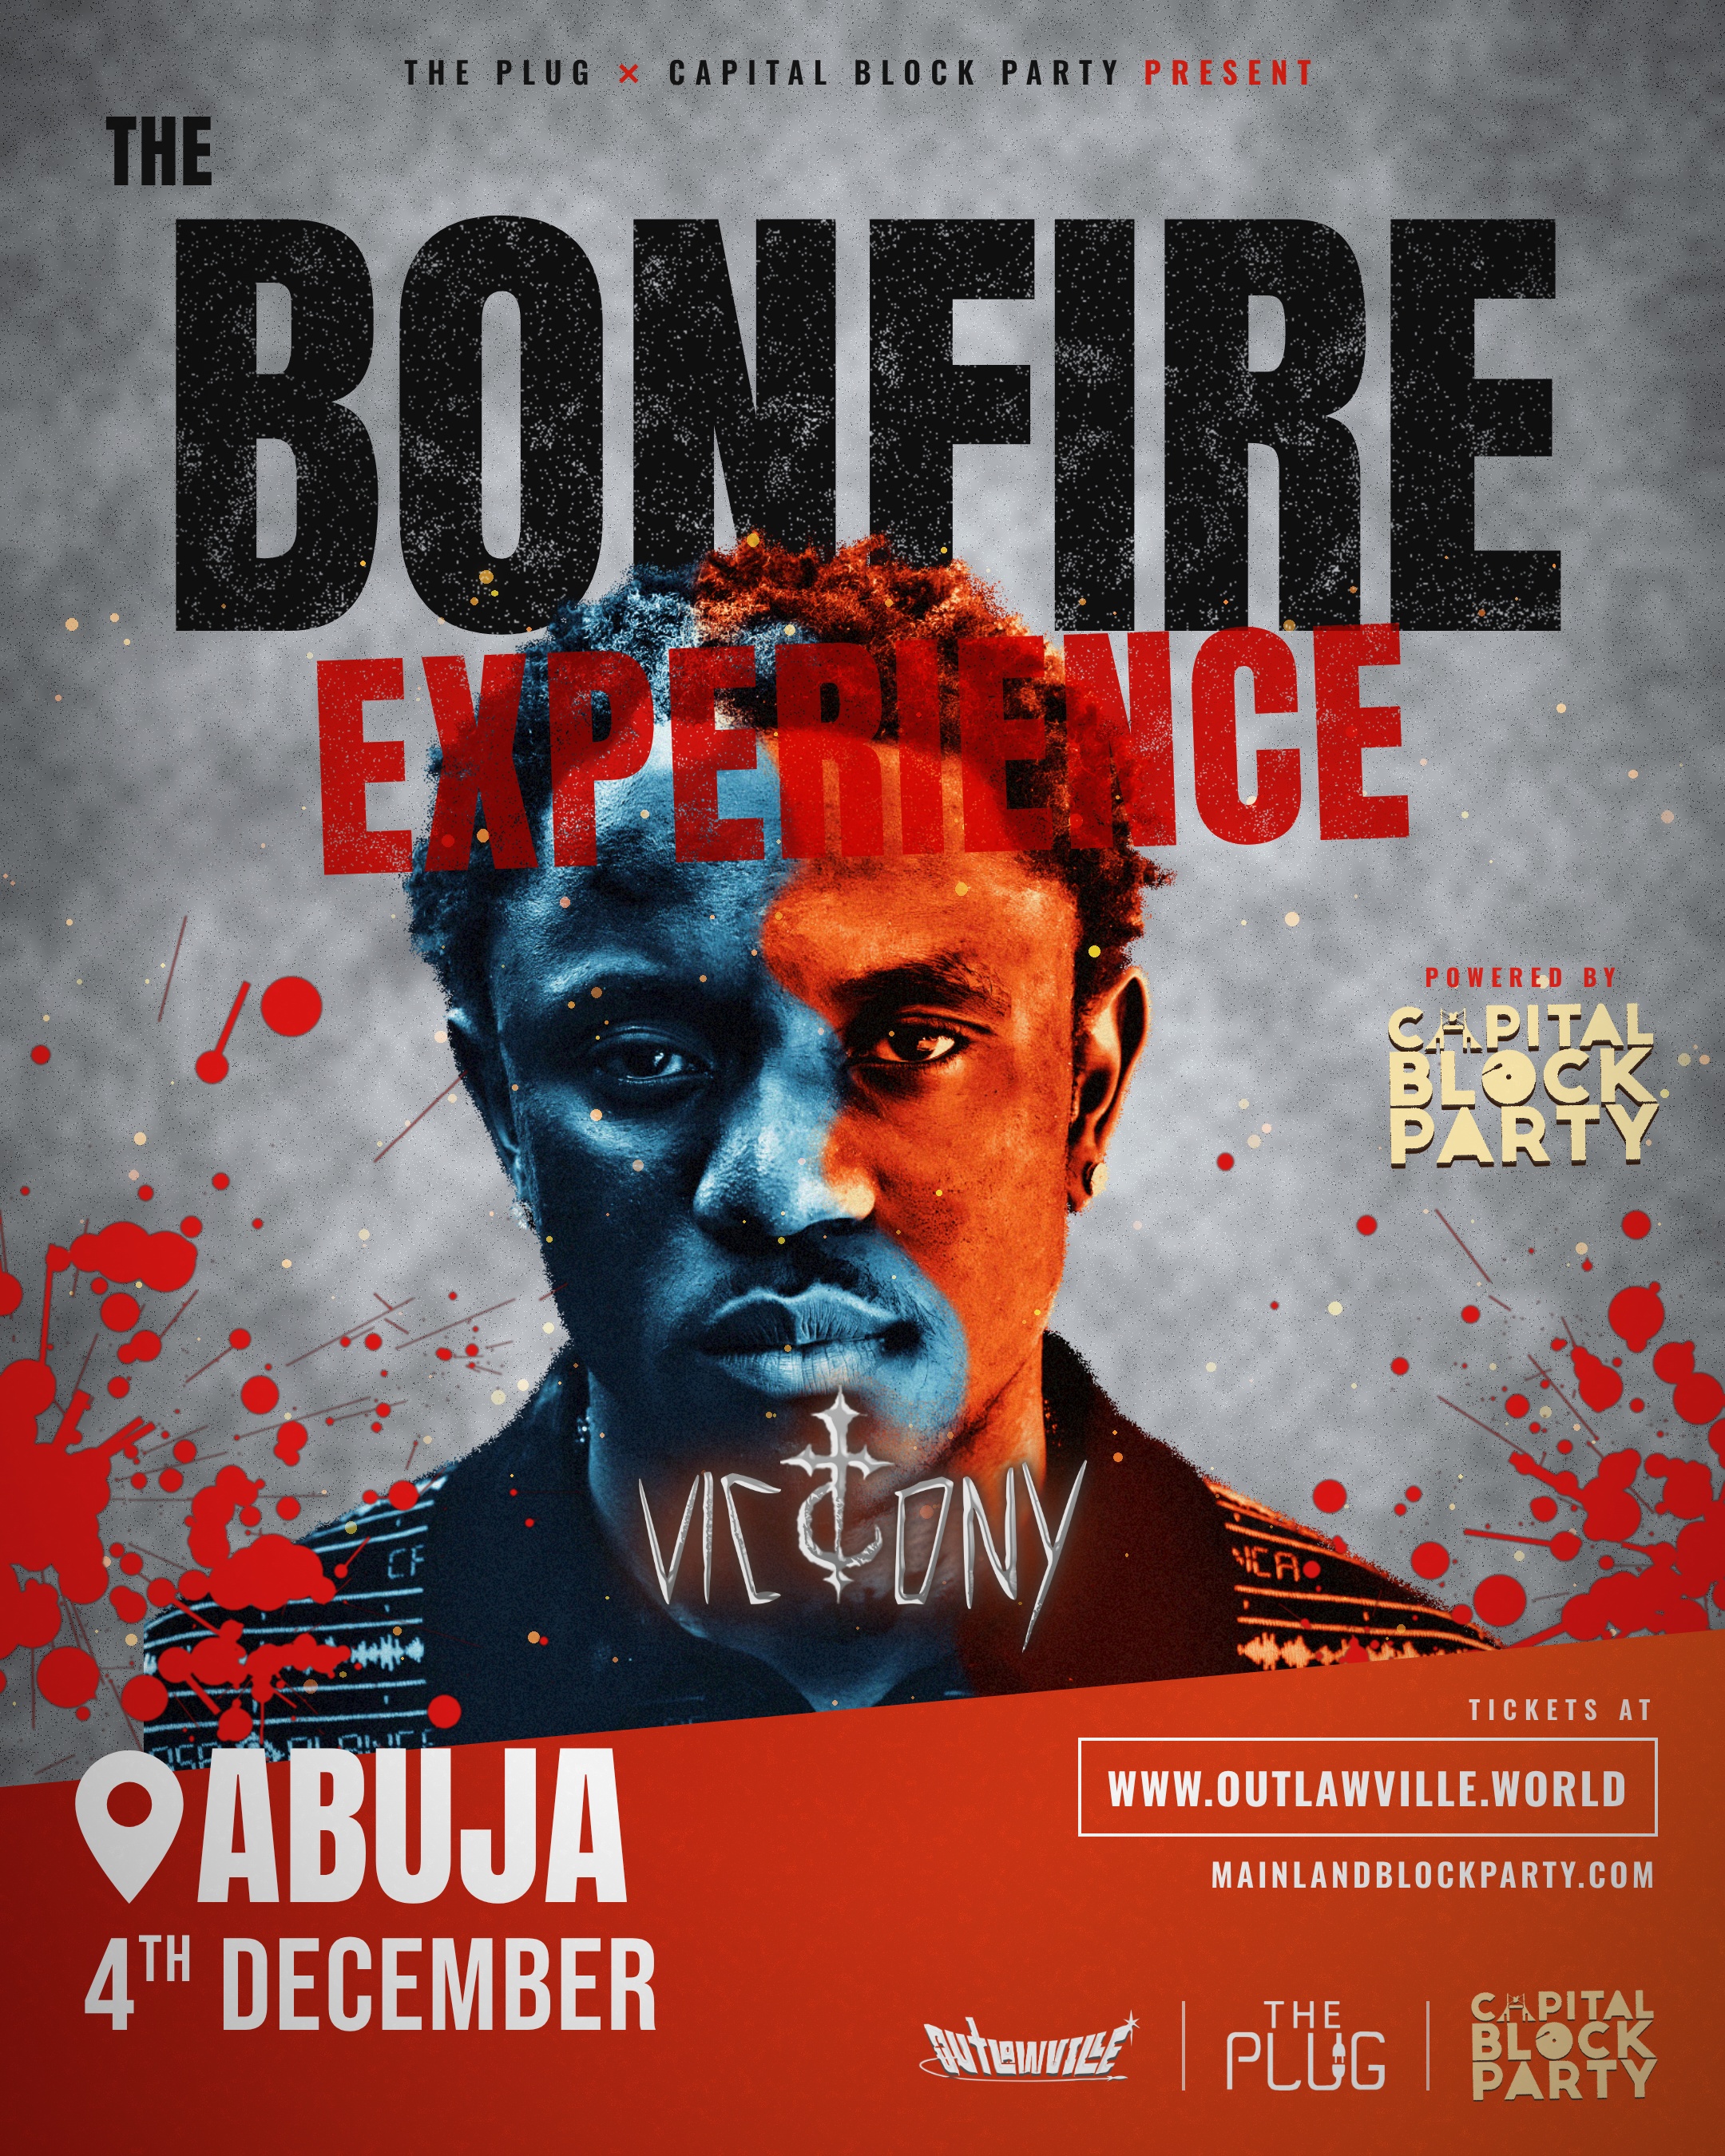 THE PLUG × CAPITAL BLOCK PARTY PRESENT
THE
BONFIRE
EXPERIENCE
POWERED BY
CAPITAL
BLOCK
PARTY
VICTONY
TICKETS AT
WWW.OUTLAWVILLE.WORLD
MAINLANDBLOCKPARTY.COM
ABUJA
4TH DECEMBER
OUTLAWVILLE
THE
PLUG
CAPITAL
BLOCK
PARTY